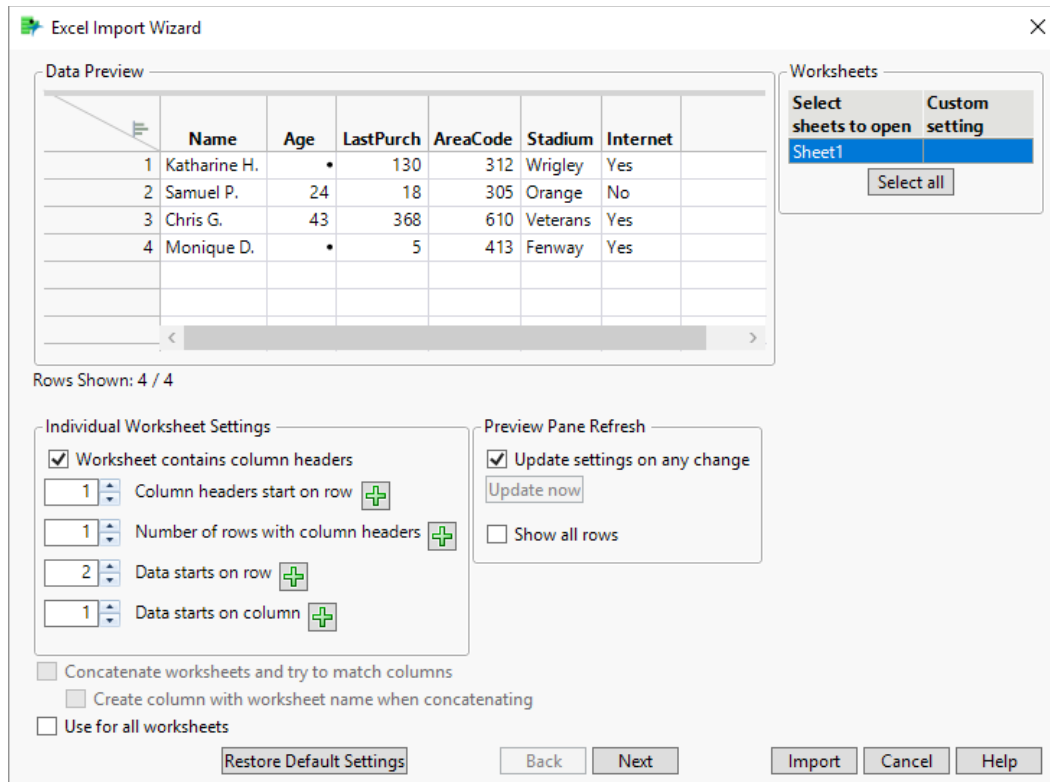 Excel Import Wizard
Data Preview
Name Age LastPurch AreaCode Stadium Internet
1 Katharine H. • 130 312 Wrigley Yes
2 Samuel P. 24 18 305 Orange No
3 Chris G. 43 368 610 Veterans Yes
4 Monique D. • 5 413 Fenway Yes
Rows Shown: 4 / 4
Worksheets
Select Custom
sheets to open setting
Sheet1
Select all
Individual Worksheet Settings
Worksheet contains column headers
1 Column headers start on row
1 Number of rows with column headers
2 Data starts on row
1 Data starts on column
Preview Pane Refresh
Update settings on any change
Update now
Show all rows
Concatenate worksheets and try to match columns
Create column with worksheet name when concatenating
Use for all worksheets
Restore Default Settings Back Next Import Cancel Help